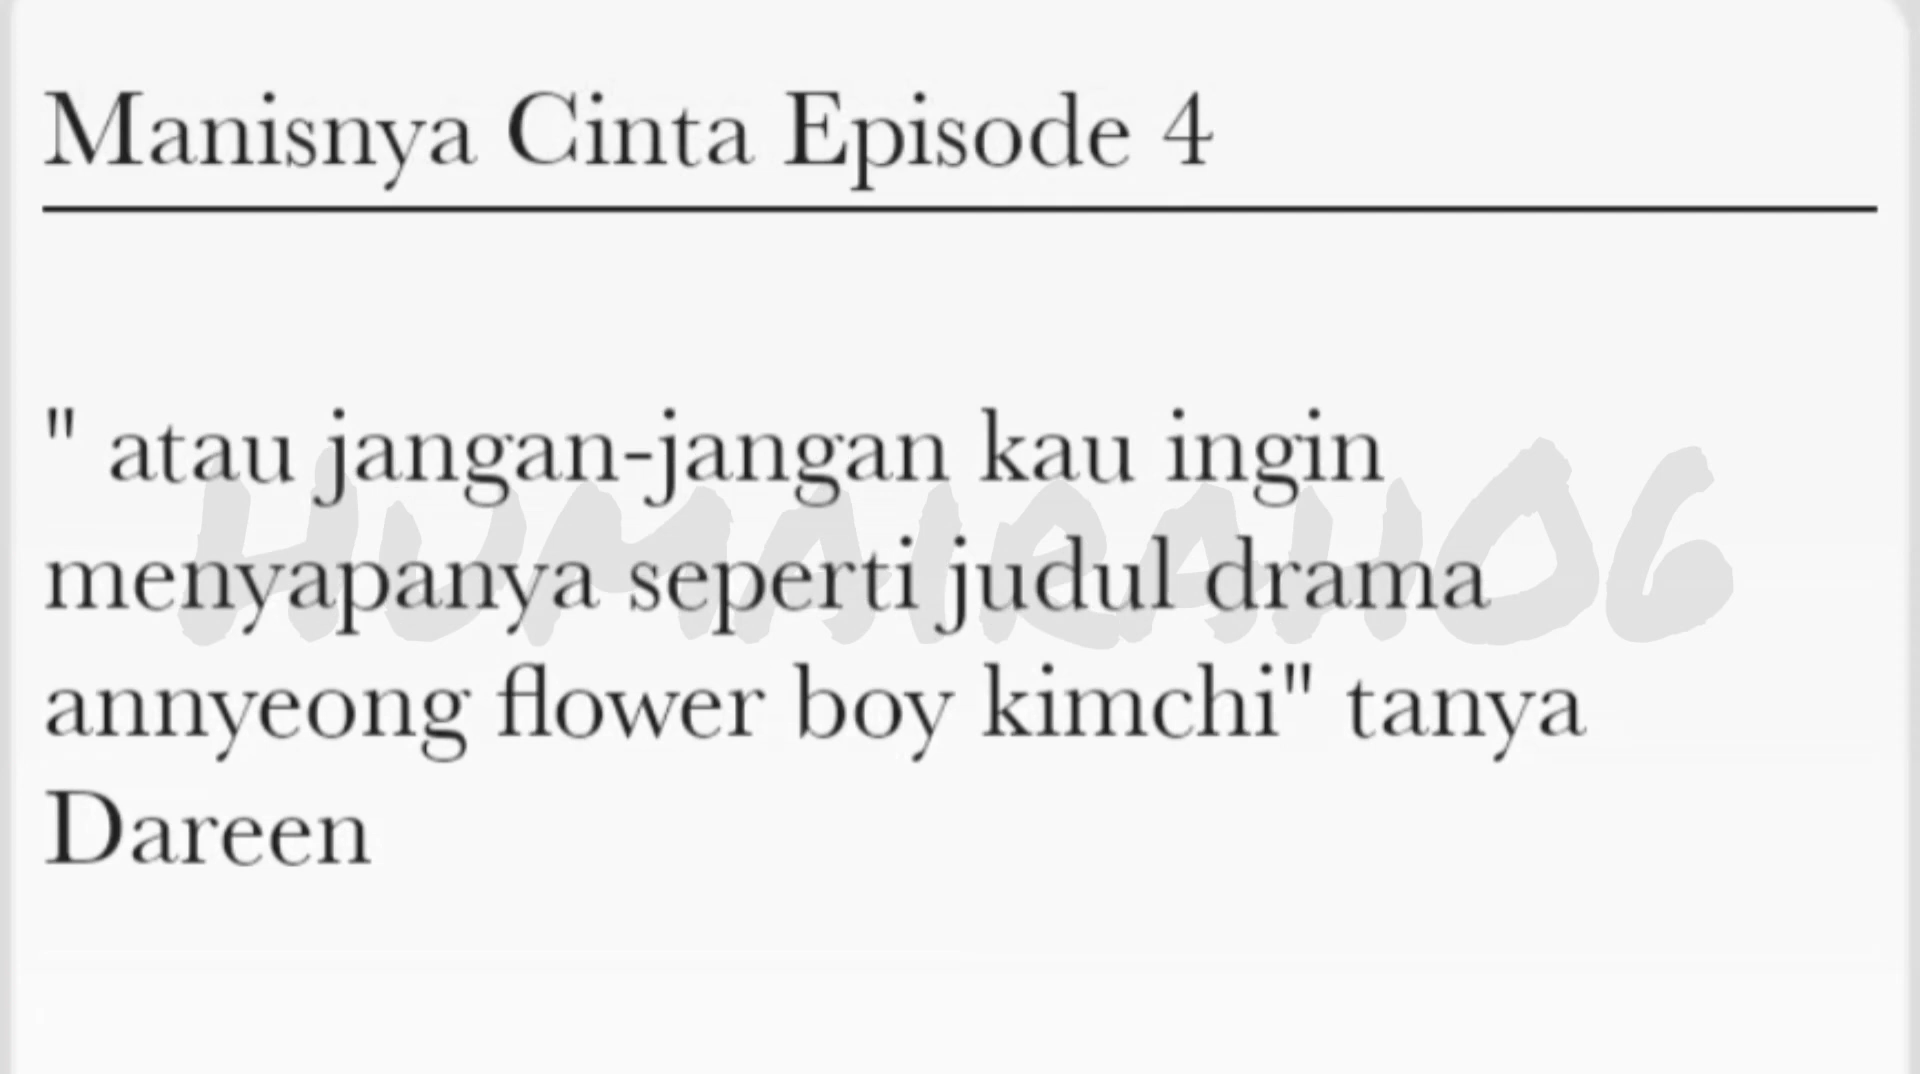 Manisnya Cinta Episode 4
" atau jangan-jangan kau ingin
menyapanya seperti judul drama
annyeong flower boy kimchi" tanya
Dareen
HUMAIRAH06